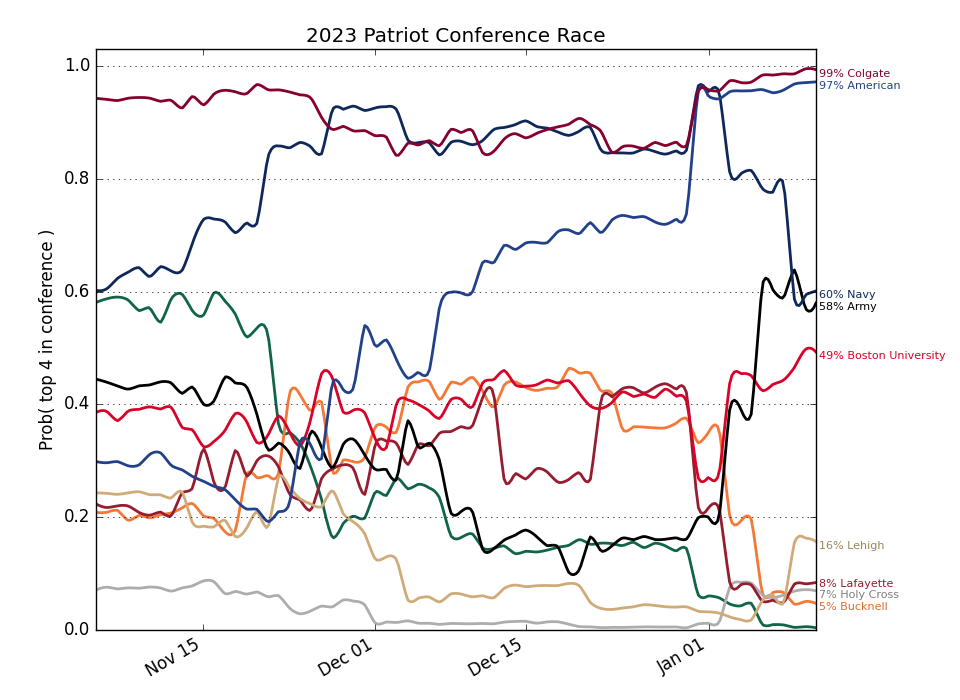 2023 Patriot Conference Race
Prob( top 4 in conference )
1.0
0.8
0.6
0.4
0.2
0.0
Nov 15
Dec 01
Dec 15
Jan 01
99% Colgate
97% American
60% Navy
58% Army
49% Boston University
16% Lehigh
8% Lafayette
7% Holy Cross
5% Bucknell